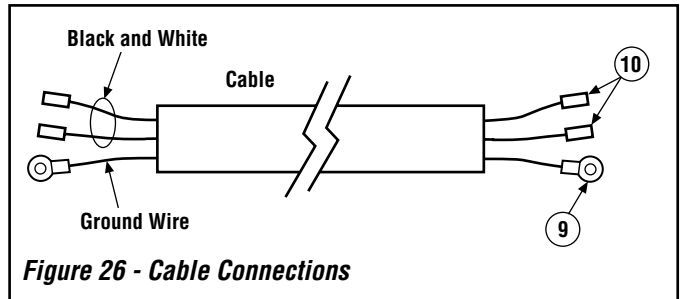 Black and White
Cable
10
Ground Wire
9
Figure 26 - Cable Connections